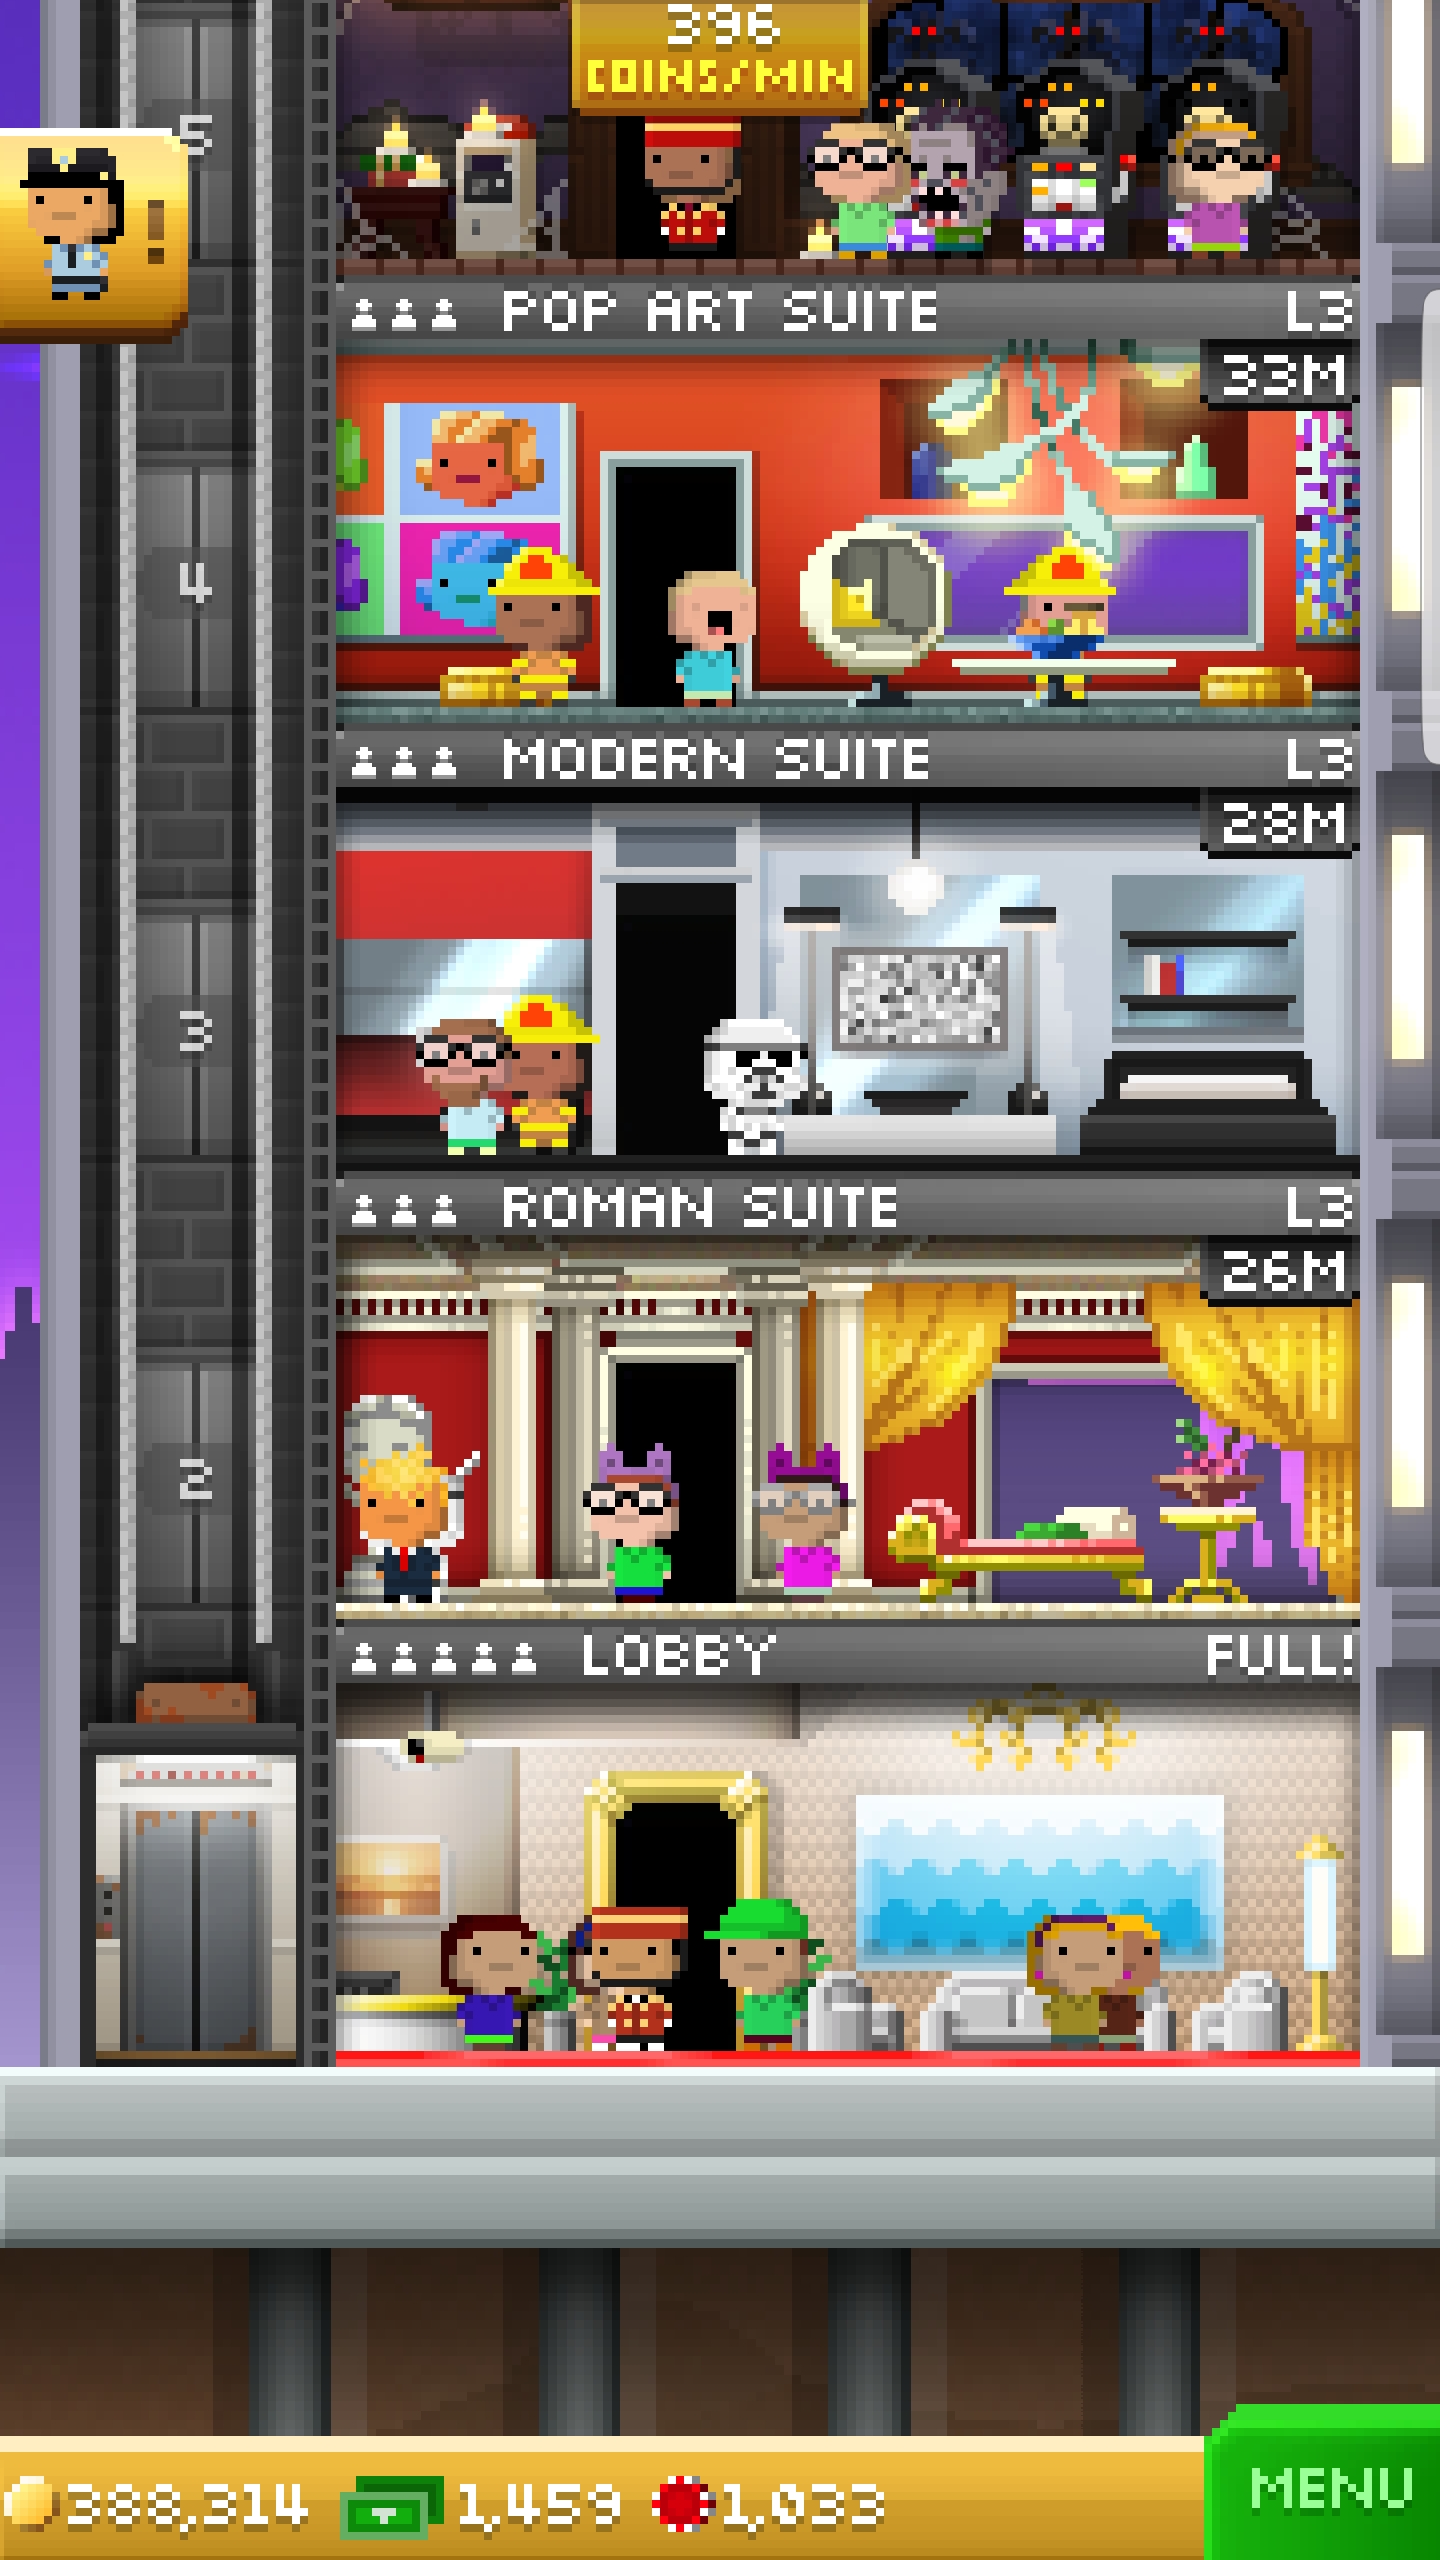 396
COINS/MIN
5
!
POP ART SUITE L3
33M
4
MODERN SUITE L3
28M
3
ROMAN SUITE L3
26M
2
LOBBY FULL!
388,314 1,459 1,033 MENU